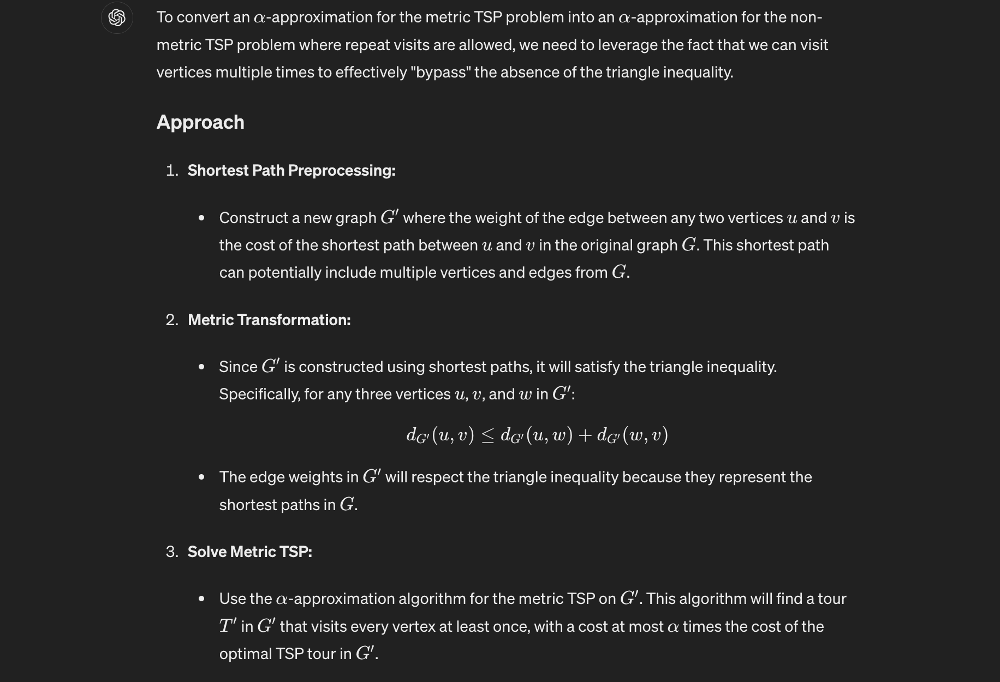 To convert an α-approximation for the metric TSP problem into an α-approximation for the non-
metric TSP problem where repeat visits are allowed, we need to leverage the fact that we can visit
vertices multiple times to effectively "bypass" the absence of the triangle inequality.
Approach
1. Shortest Path Preprocessing:
• Construct a new graph G′ where the weight of the edge between any two vertices u and v is
the cost of the shortest path between u and v in the original graph G. This shortest path
can potentially include multiple vertices and edges from G.
2. Metric Transformation:
• Since G′ is constructed using shortest paths, it will satisfy the triangle inequality.
Specifically, for any three vertices u, v, and w in G′:
d_{G′}(u, v) ≤ d_{G′}(u, w) + d_{G′}(w, v)
• The edge weights in G′ will respect the triangle inequality because they represent the
shortest paths in G.
3. Solve Metric TSP:
• Use the α-approximation algorithm for the metric TSP on G′. This algorithm will find a tour
T′ in G′ that visits every vertex at least once, with a cost at most α times the cost of the
optimal TSP tour in G′.